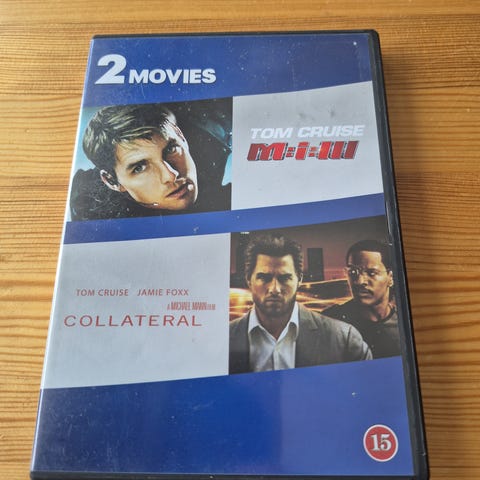 2 MOVIES
TOM CRUISE
M:i:III
TOM CRUISE JAMIE FOXX
A MICHAEL MANN FILM
COLLATERAL
15